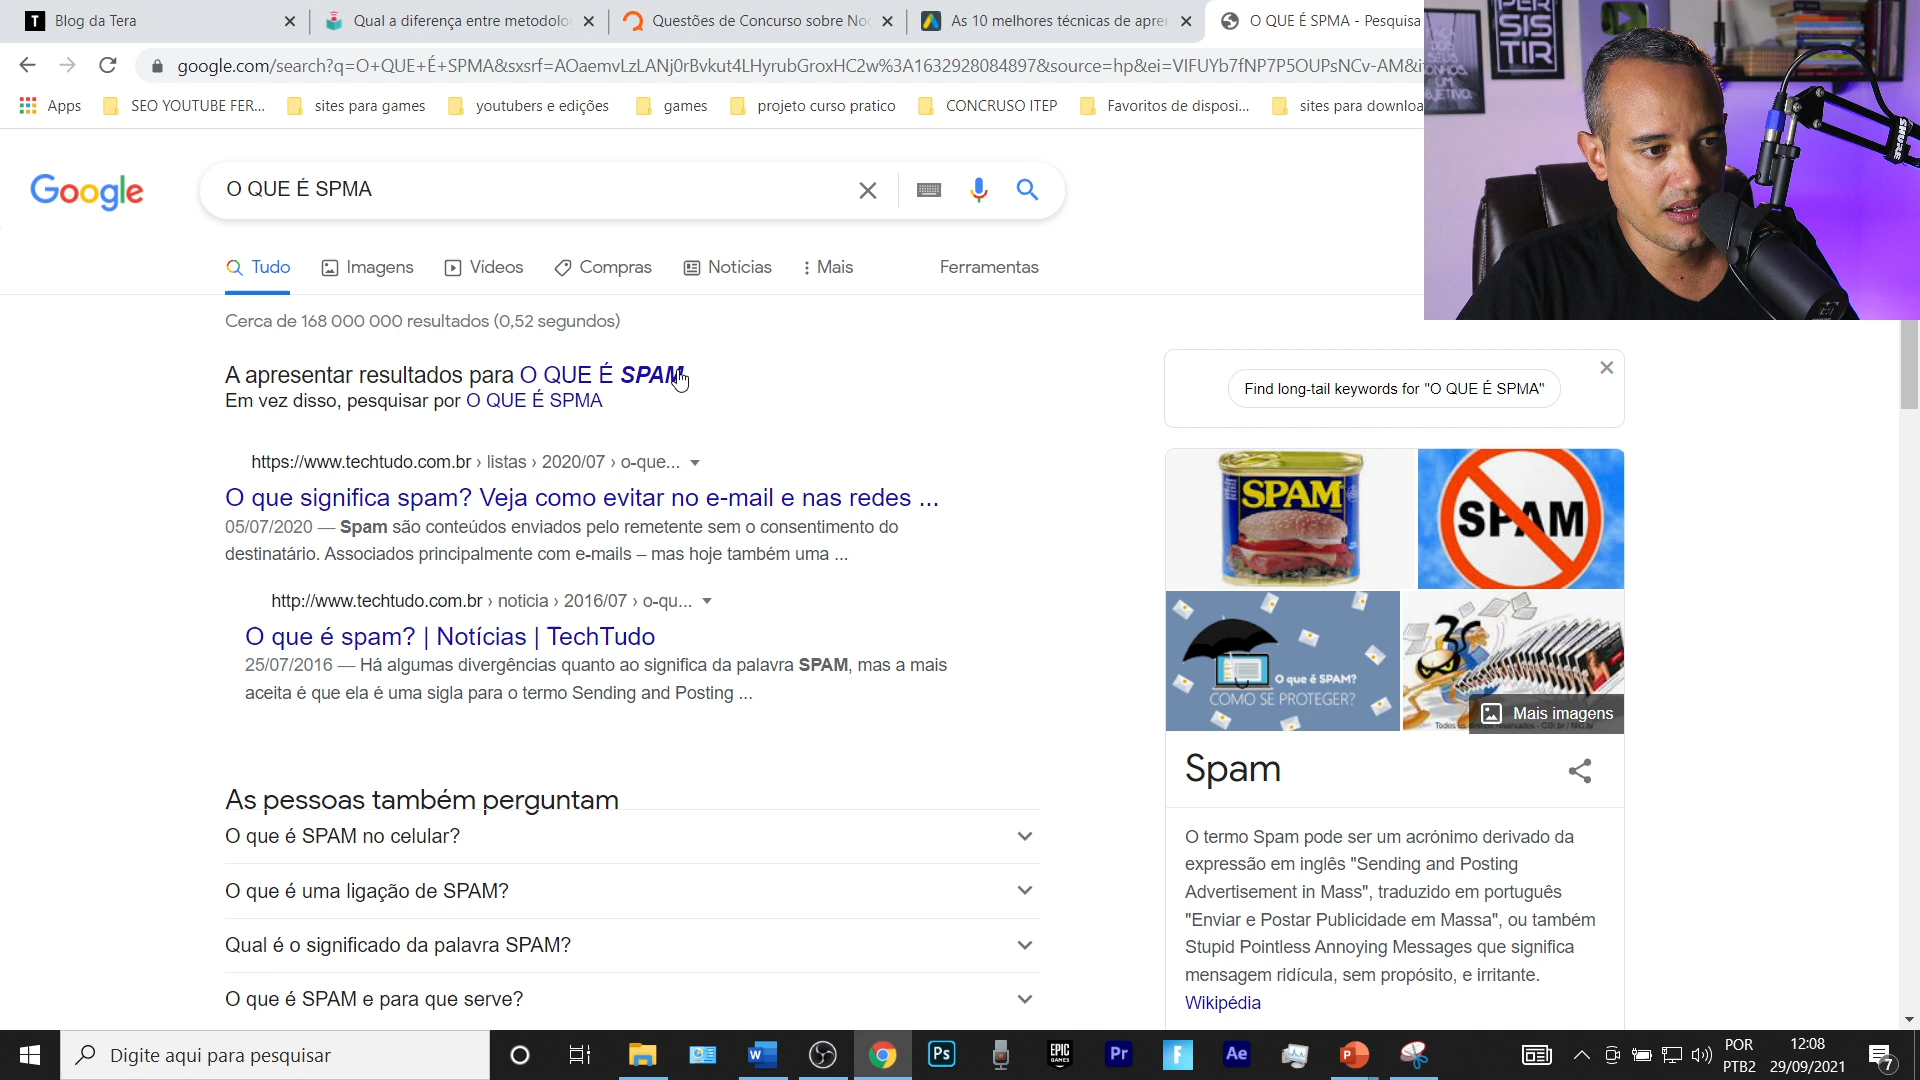 Blog da Tera
Qual a diferença entre metodolo
Questões de Concurso sobre No
As 10 melhores técnicas de apre
O QUE É SPMA - Pesquisa
google.com/search?q=O+QUE+É+SPMA&sxsrf=AOaemvLzLANj0rBvkut4LHyrubGroxHC2w%3A1632928084897&source=hp&ei=VIFUYb7fNP7P5OUPsNCv-AM&i
Apps
SEO YOUTUBE FER...
sites para games
youtubers e edições
games
projeto curso pratico
CONCRUSO ITEP
Favoritos de disposi...
sites para downloa
PER
SIS
TIR
SHURE
Google
O QUE É SPMA
Tudo
Imagens
Vídeos
Compras
Notícias
Mais
Ferramentas
Cerca de 168 000 000 resultados (0,52 segundos)
A apresentar resultados para O QUE É SPAM
Em vez disso, pesquisar por O QUE É SPMA
https://www.techtudo.com.br › listas › 2020/07 › o-que...
O que significa spam? Veja como evitar no e-mail e nas redes ...
05/07/2020 — Spam são conteúdos enviados pelo remetente sem o consentimento do
destinatário. Associados principalmente com e-mails – mas hoje também uma ...
http://www.techtudo.com.br › noticia › 2016/07 › o-qu...
O que é spam? | Notícias | TechTudo
25/07/2016 — Há algumas divergências quanto ao significa da palavra SPAM, mas a mais
aceita é que ela é uma sigla para o termo Sending and Posting ...
As pessoas também perguntam
O que é SPAM no celular?
O que é uma ligação de SPAM?
Qual é o significado da palavra SPAM?
O que é SPAM e para que serve?
Find long-tail keywords for "O QUE É SPMA"
SPAM
SPAM
O que é SPAM?
COMO SE PROTEGER?
Mais imagens
Spam
O termo Spam pode ser um acrónimo derivado da
expressão em inglês "Sending and Posting
Advertisement in Mass", traduzido em português
"Enviar e Postar Publicidade em Massa", ou também
Stupid Pointless Annoying Messages que significa
mensagem ridícula, sem propósito, e irritante.
Wikipédia
Digite aqui para pesquisar
Ps
EPIC
GAMES
Pr
Ae
POR
PTB2
12:08
29/09/2021
7